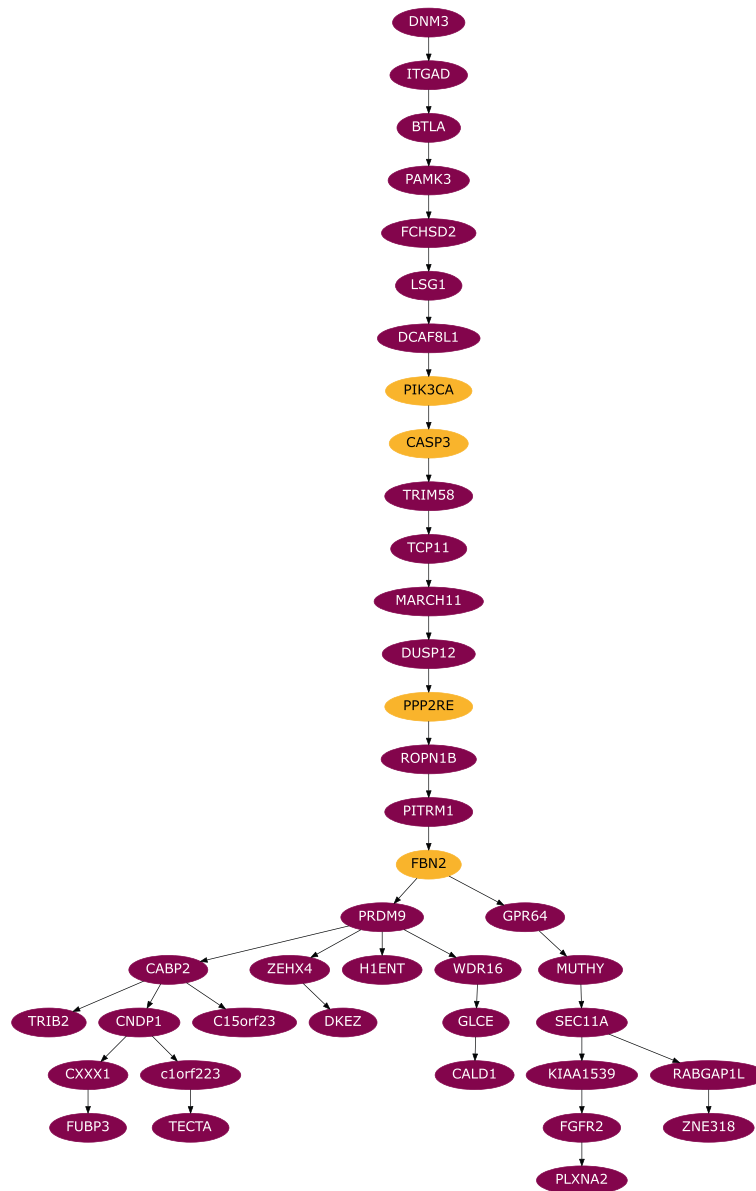 DNM3
ITGAD
BTLA
PAMK3
FCHSD2
LSG1
DCAF8L1
PIK3CA
CASP3
TRIM58
TCP11
MARCH11
DUSP12
PPP2RE
ROPN1B
PITRM1
FBN2
PRDM9 GPR64
CABP2 ZEHX4 H1ENT WDR16 MUTHY
TRIB2 CNDP1 C15orf23 DKEZ GLCE SEC11A
CXXX1 c1orf223 CALD1 KIAA1539 RABGAP1L
FUBP3 TECTA FGFR2 ZNE318
PLXNA2